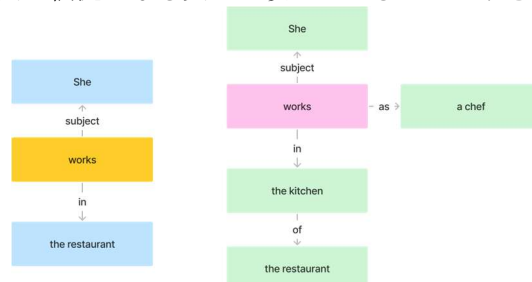 She
subject
works
in
the restaurant
She
subject
works
as
a chef
in
the kitchen
of
the restaurant